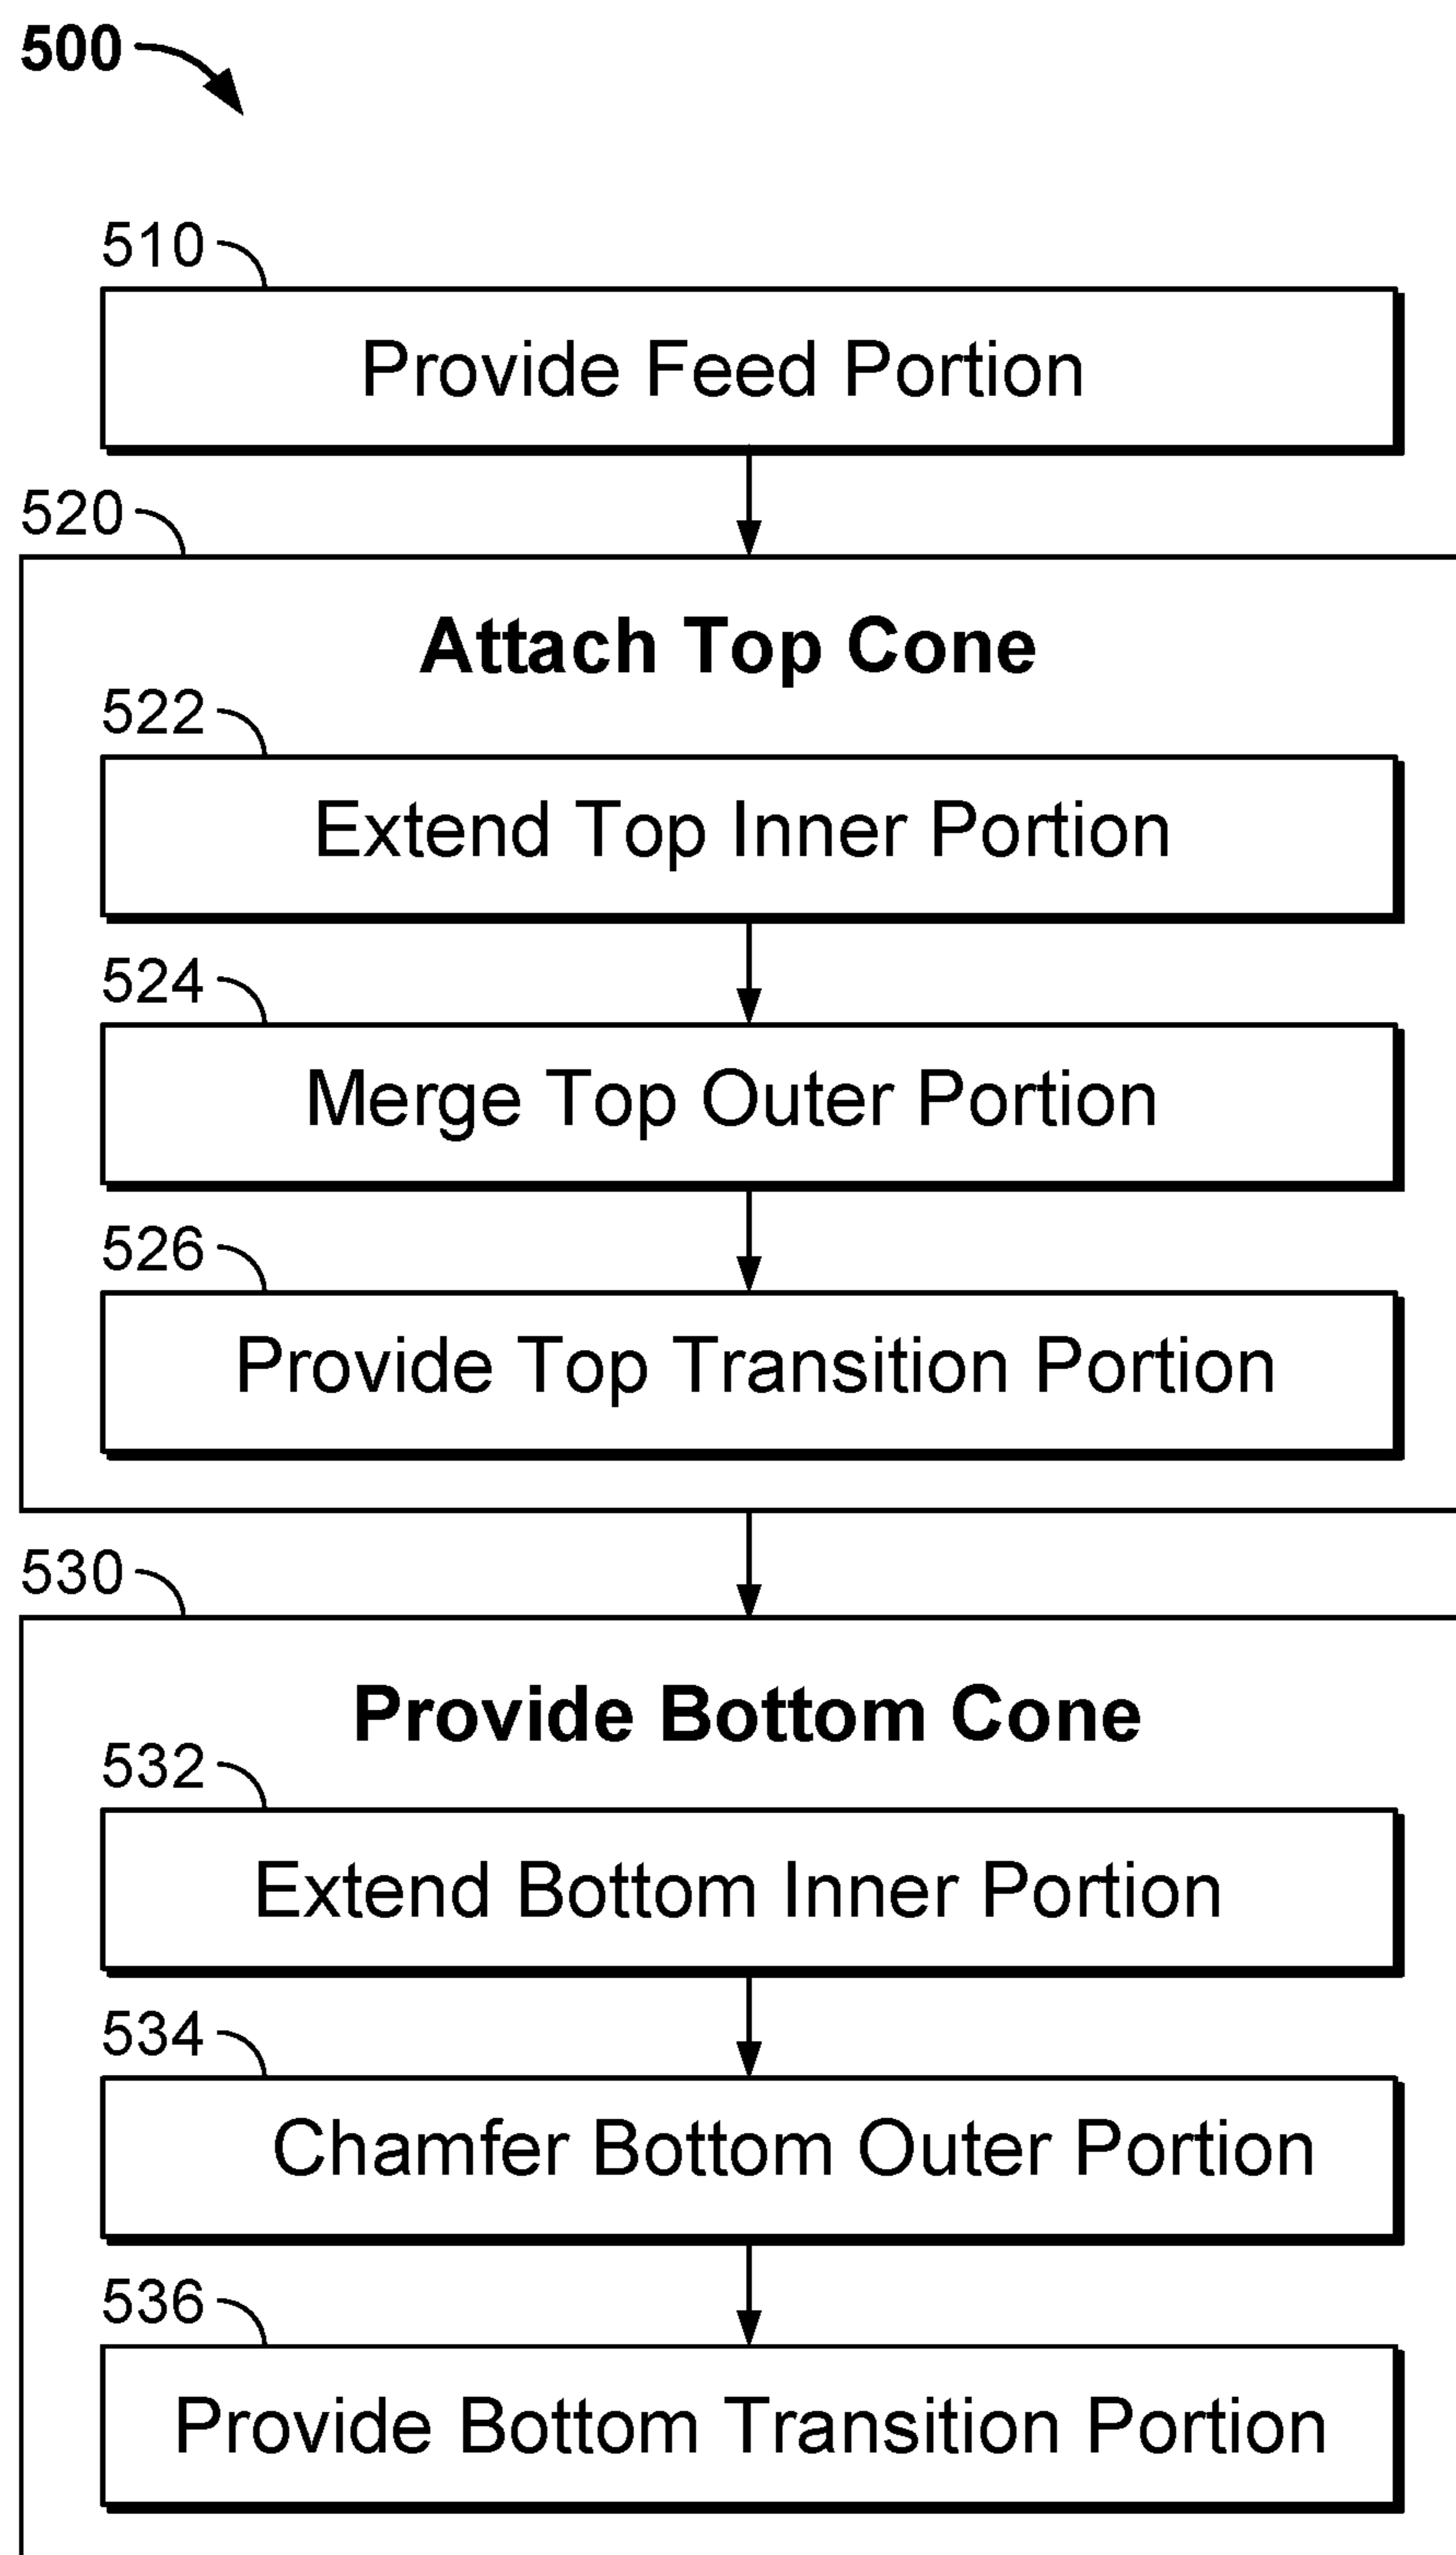 500
510
Provide Feed Portion
520
Attach Top Cone
522
Extend Top Inner Portion
524
Merge Top Outer Portion
526
Provide Top Transition Portion
530
Provide Bottom Cone
532
Extend Bottom Inner Portion
534
Chamfer Bottom Outer Portion
536
Provide Bottom Transition Portion